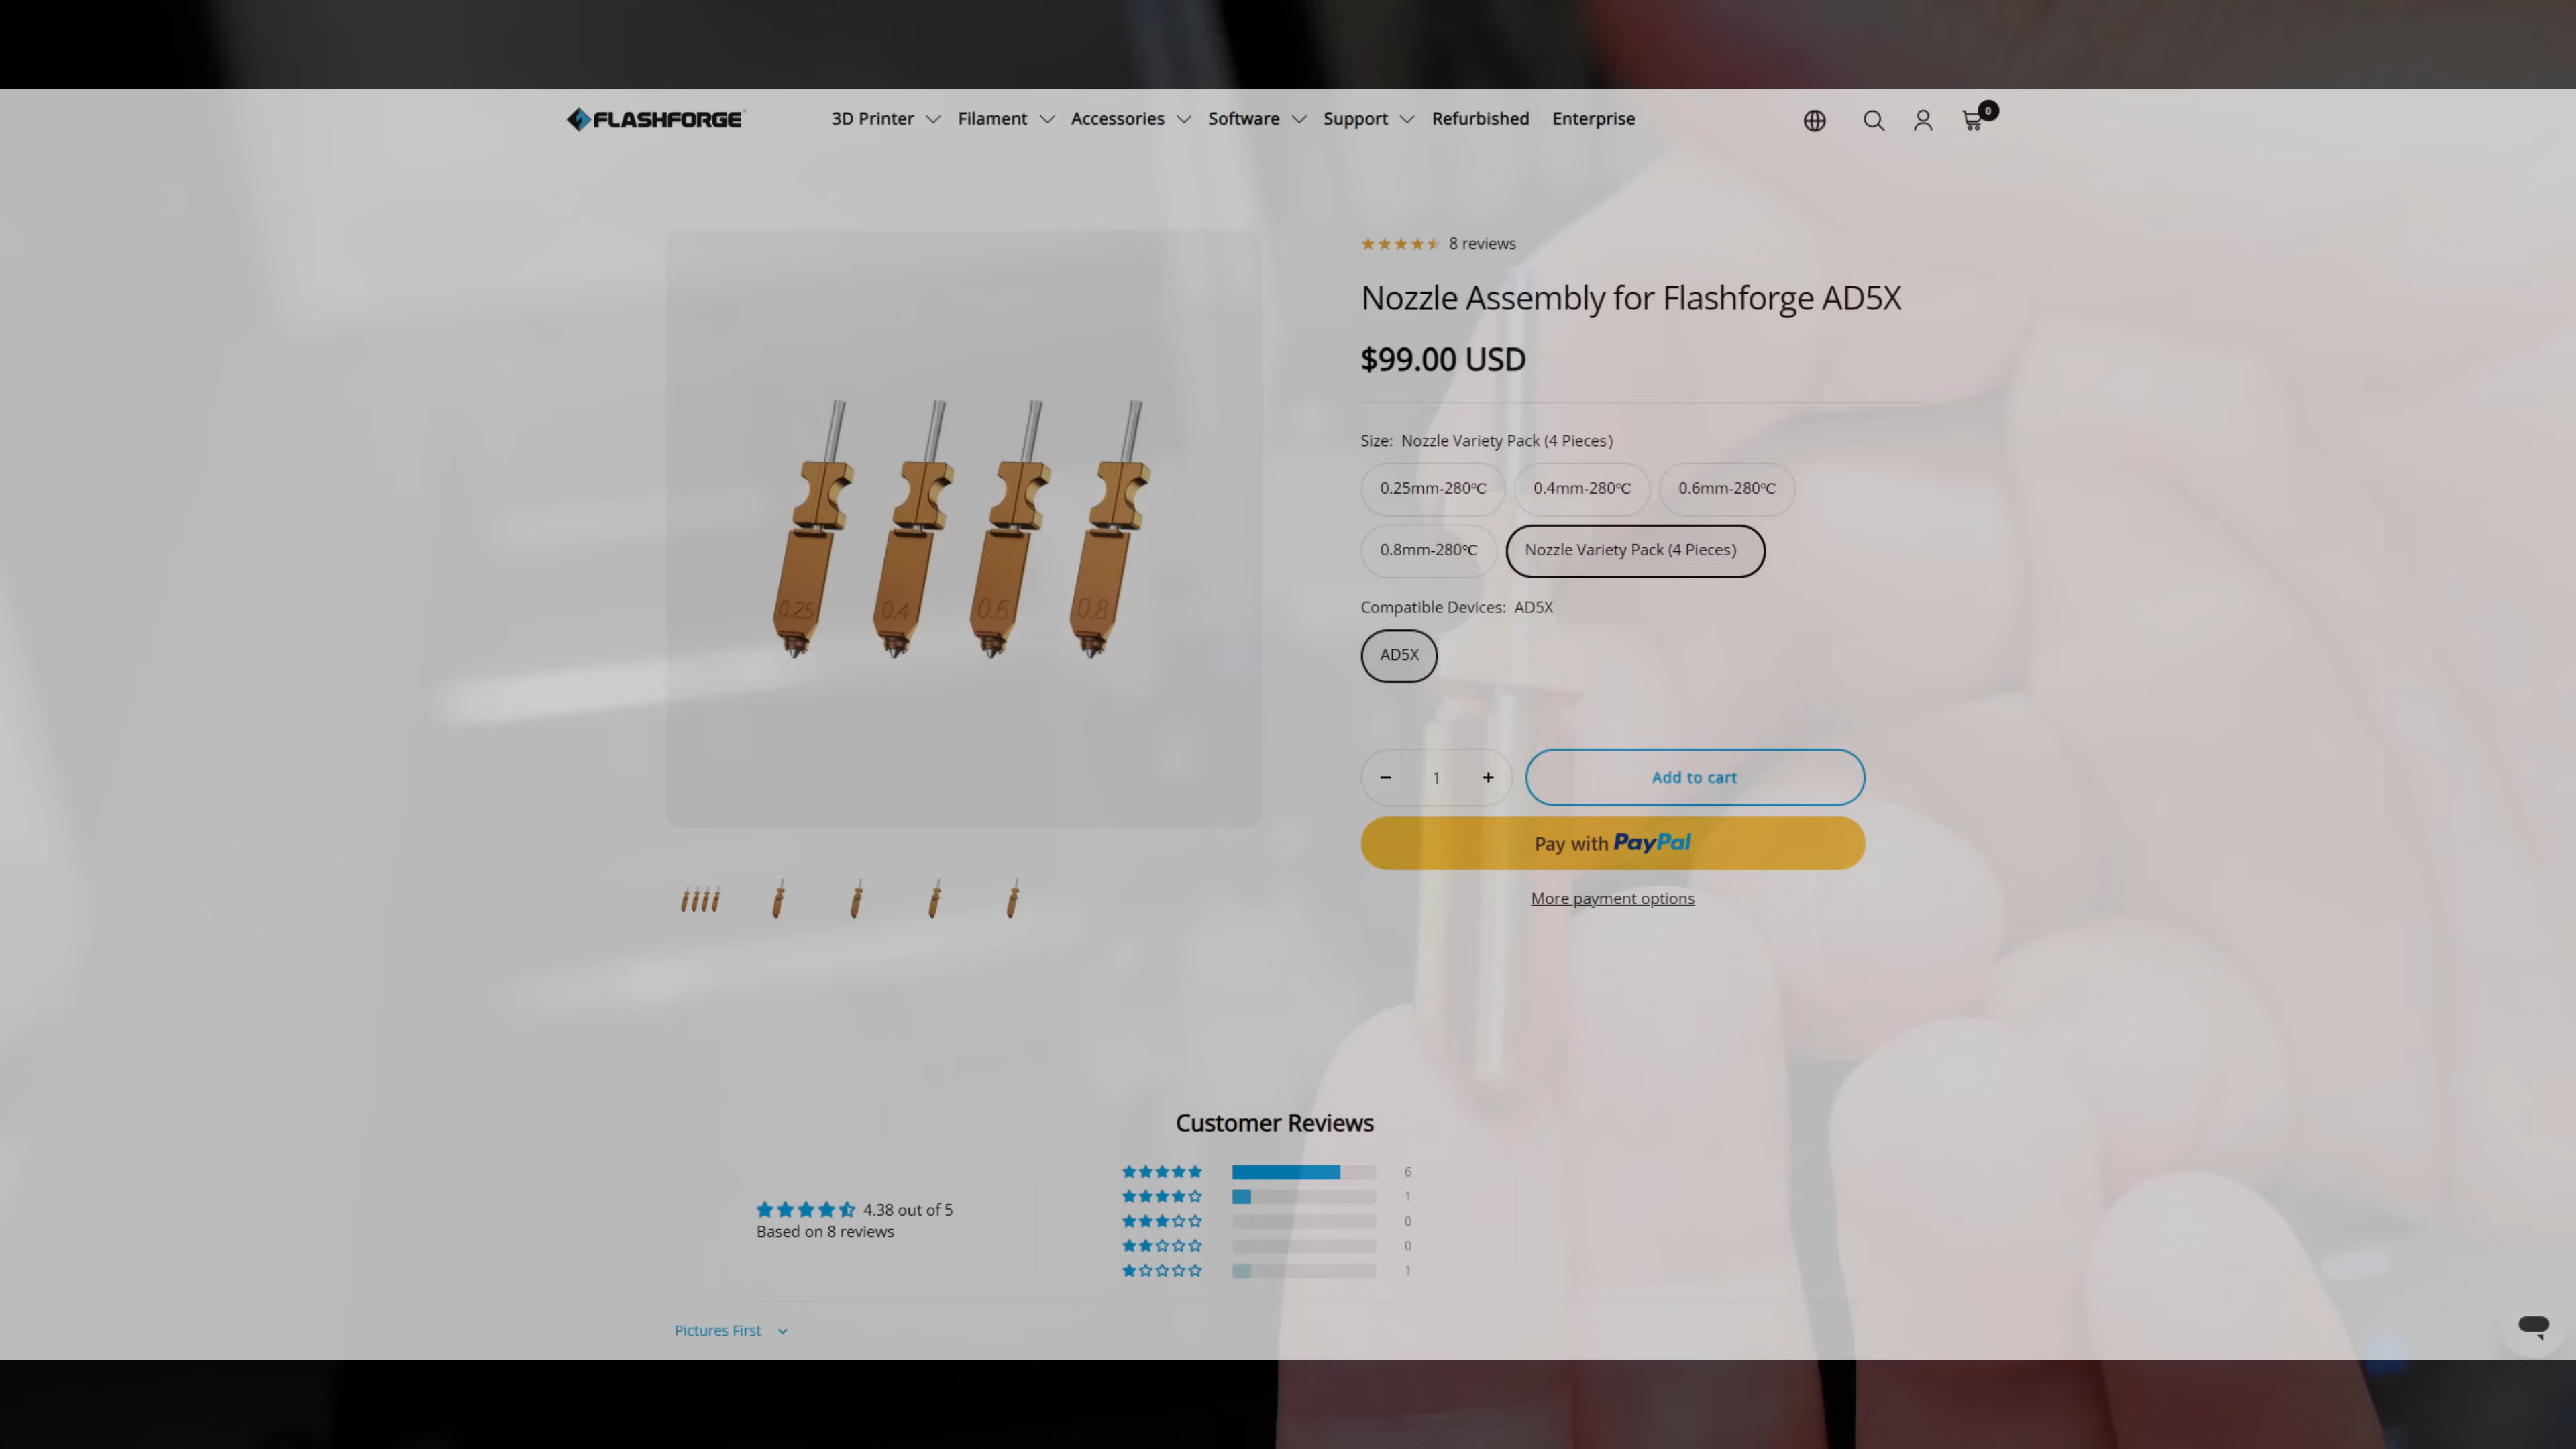 FLASHFORGE
3D Printer
Filament
Accessories
Software
Support
Refurbished
Enterprise
0
8 reviews
Nozzle Assembly for Flashforge AD5X
$99.00 USD
Size: Nozzle Variety Pack (4 Pieces)
0.25mm-280℃
0.4mm-280℃
0.6mm-280℃
0.8mm-280℃
Nozzle Variety Pack (4 Pieces)
Compatible Devices: AD5X
AD5X
0.25
0.4
0.6
0.8
− 1 +
Add to cart
Pay with PayPal
More payment options
Customer Reviews
4.38 out of 5
Based on 8 reviews
6
1
0
0
1
Pictures First